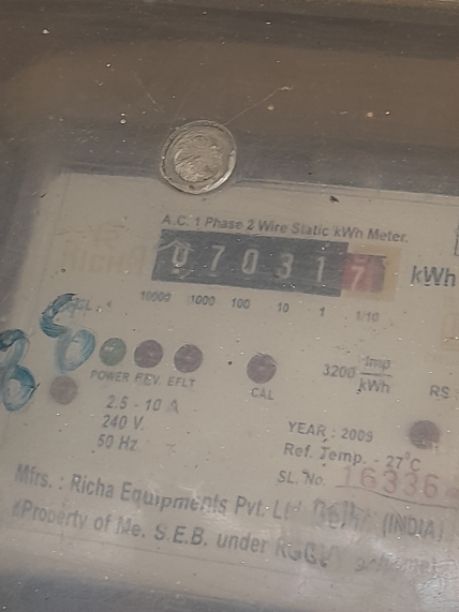 A.C. 1 Phase 2 Wire Static kWh Meter.
0 7 0 3 1 7 kWh
10000 1000 100 10 1 1/10
POWER REV. EFLT
CAL
3200 imp/kWh
RS
2.5 - 10 A
240 V.
50 Hz
YEAR : 2009
Ref. Temp. - 27°C
SL. No. 16336
Mfrs. : Richa Equipments Pvt. (INDIA)
Property of Me. S.E.B. under